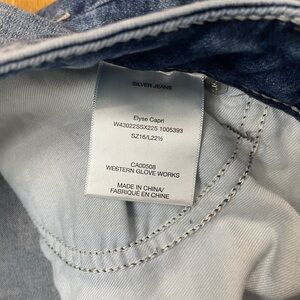 SILVER JEANS
Elyse Capri
W43022SSX225 1005393
SZ16/L22½
CA00508
WESTERN GLOVE WORKS
MADE IN CHINA/
FABRIQUÉ EN CHINE